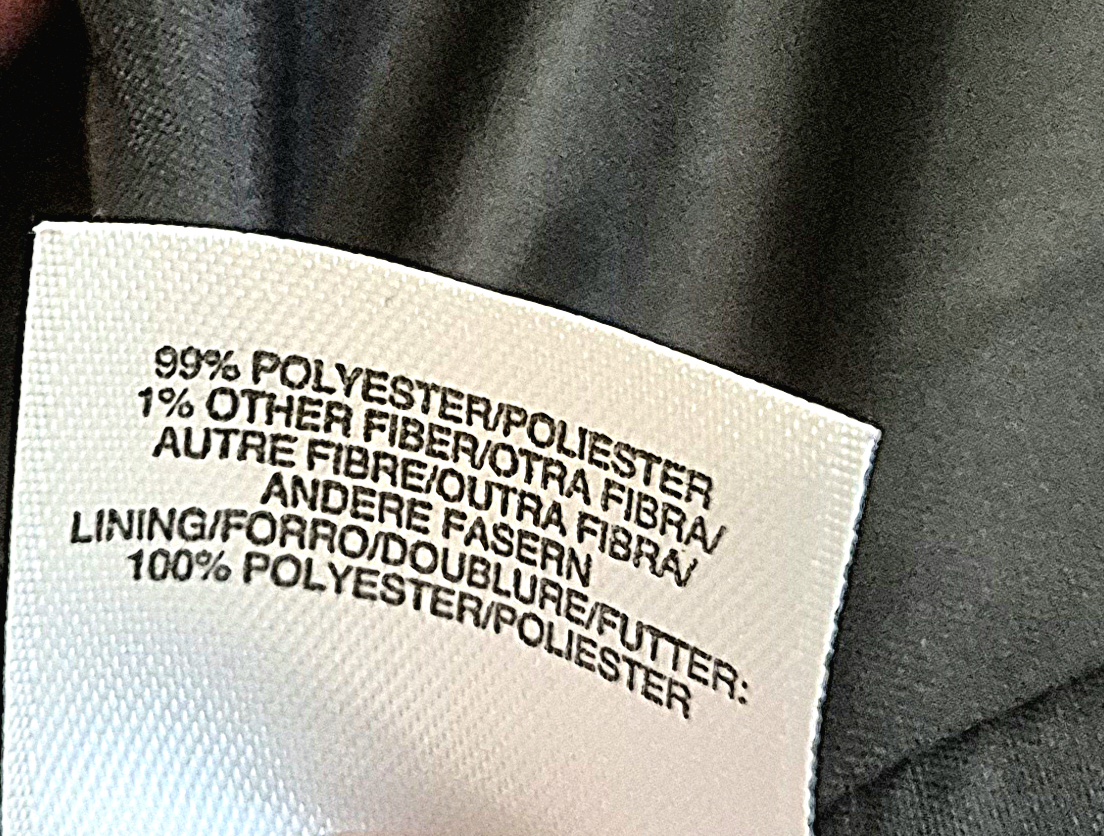 99% POLYESTER/POLIESTER
1% OTHER FIBER/OTRA FIBRA/
AUTRE FIBRE/OUTRA FIBRA/
ANDERE FASERN
LINING/FORRO/DOUBLURE/FUTTER:
100% POLYESTER/POLIESTER